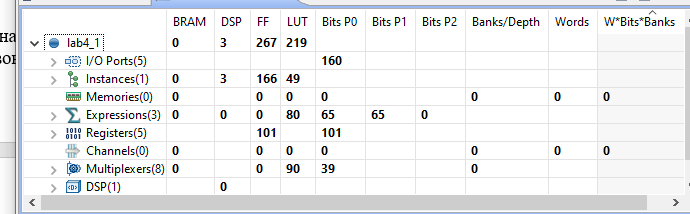 BRAM DSP FF LUT Bits P0 Bits P1 Bits P2 Banks/Depth Words W*Bits*Banks
на
lab4_1 0 3 267 219
I/O Ports(5) 160
Instances(1) 0 3 166 49
Memories(0) 0 0 0 0 0 0 0
Expressions(3) 0 0 0 80 65 65 0
Registers(5) 101 101
Channels(0) 0 0 0 0 0 0 0
Multiplexers(8) 0 0 90 39 0
DSP(1) 0